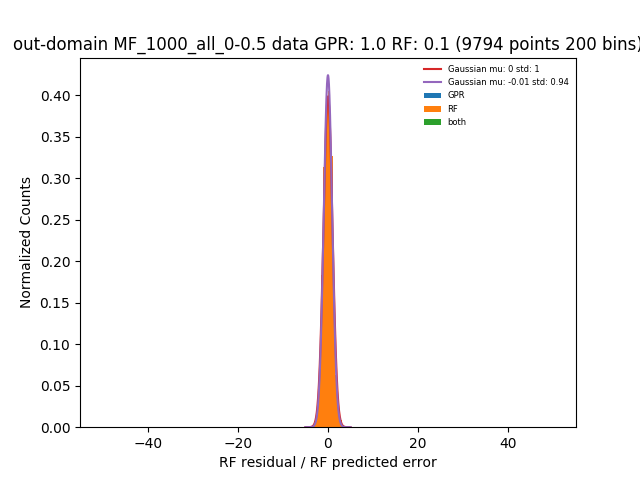 out-domain MF_1000_all_0-0.5 data GPR: 1.0 RF: 0.1 (9794 points 200 bins)
Gaussian mu: 0 std: 1
Gaussian mu: -0.01 std: 0.94
GPR
RF
both
Normalized Counts
0.40
0.35
0.30
0.25
0.20
0.15
0.10
0.05
0.00
−40 −20 0 20 40
RF residual / RF predicted error